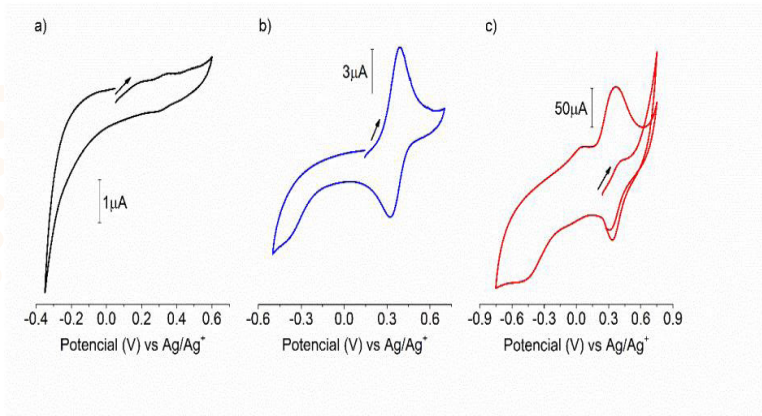 a)
b)
c)
3μA
50μA
1μA
-0.4 -0.2 0.0 0.2 0.4 0.6
-0.6 -0.3 0.0 0.3 0.6
-0.9 -0.6 -0.3 0.0 0.3 0.6 0.9
Potencial (V) vs Ag/Ag⁺
Potencial (V) vs Ag/Ag⁺
Potencial (V) vs Ag/Ag⁺